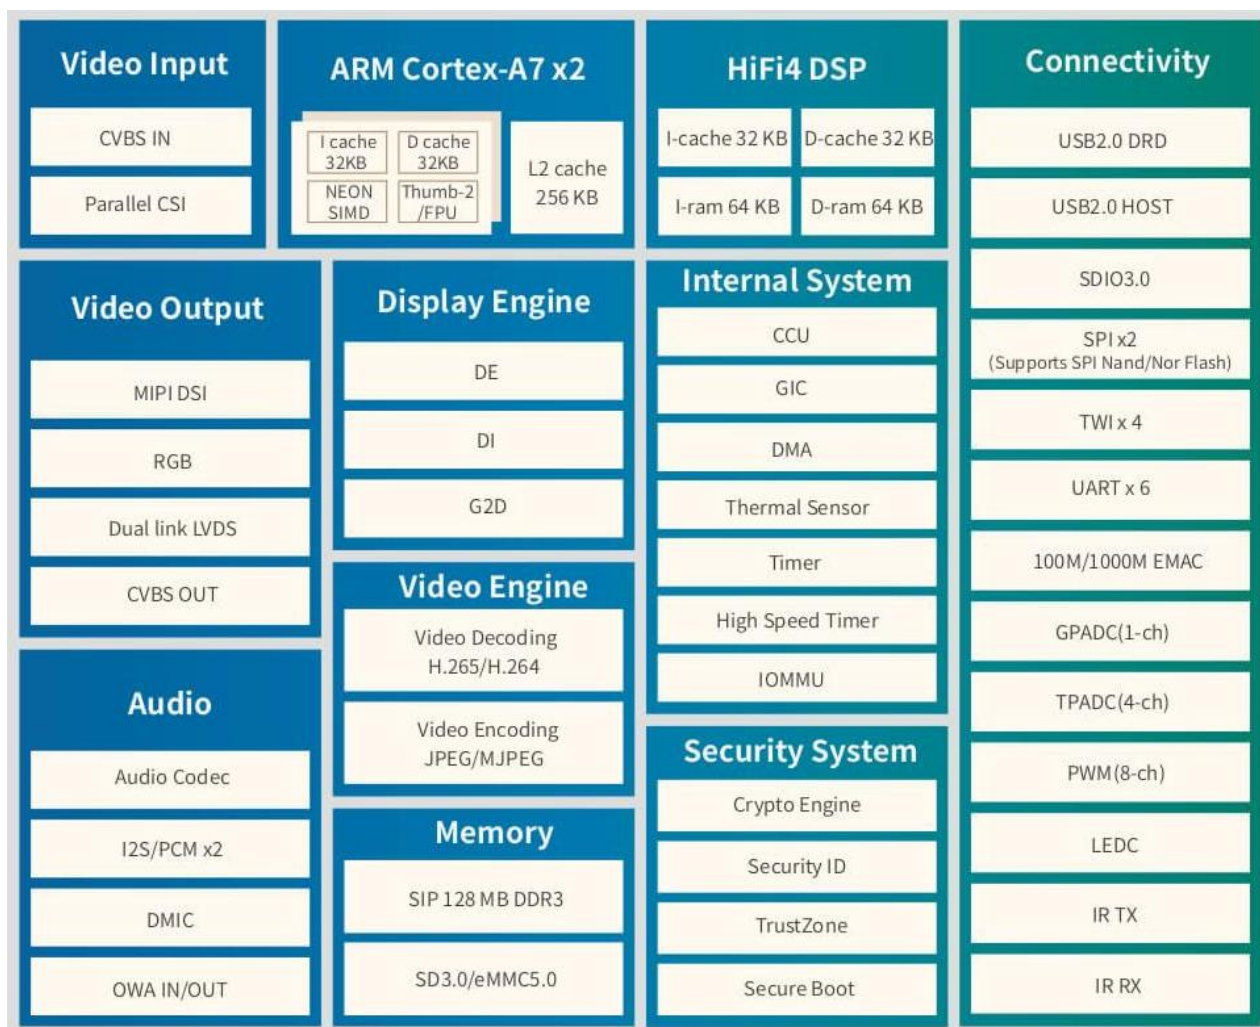 Video Input
CVBS IN
Parallel CSI
ARM Cortex-A7 x2
I cache
32KB
D cache
32KB
NEON
SIMD
Thumb-2
/FPU
L2 cache
256 KB
HiFi4 DSP
I-cache 32 KB
D-cache 32 KB
I-ram 64 KB
D-ram 64 KB
Connectivity
USB2.0 DRD
USB2.0 HOST
SDIO3.0
SPI x2
(Supports SPI Nand/Nor Flash)
TWI x 4
UART x 6
100M/1000M EMAC
GPADC(1-ch)
TPADC(4-ch)
PWM(8-ch)
LEDC
IR TX
IR RX
Video Output
MIPI DSI
RGB
Dual link LVDS
CVBS OUT
Display Engine
DE
DI
G2D
Internal System
CCU
GIC
DMA
Thermal Sensor
Timer
High Speed Timer
IOMMU
Video Engine
Video Decoding
H.265/H.264
Video Encoding
JPEG/MJPEG
Audio
Audio Codec
I2S/PCM x2
DMIC
OWA IN/OUT
Memory
SIP 128 MB DDR3
SD3.0/eMMC5.0
Security System
Crypto Engine
Security ID
TrustZone
Secure Boot